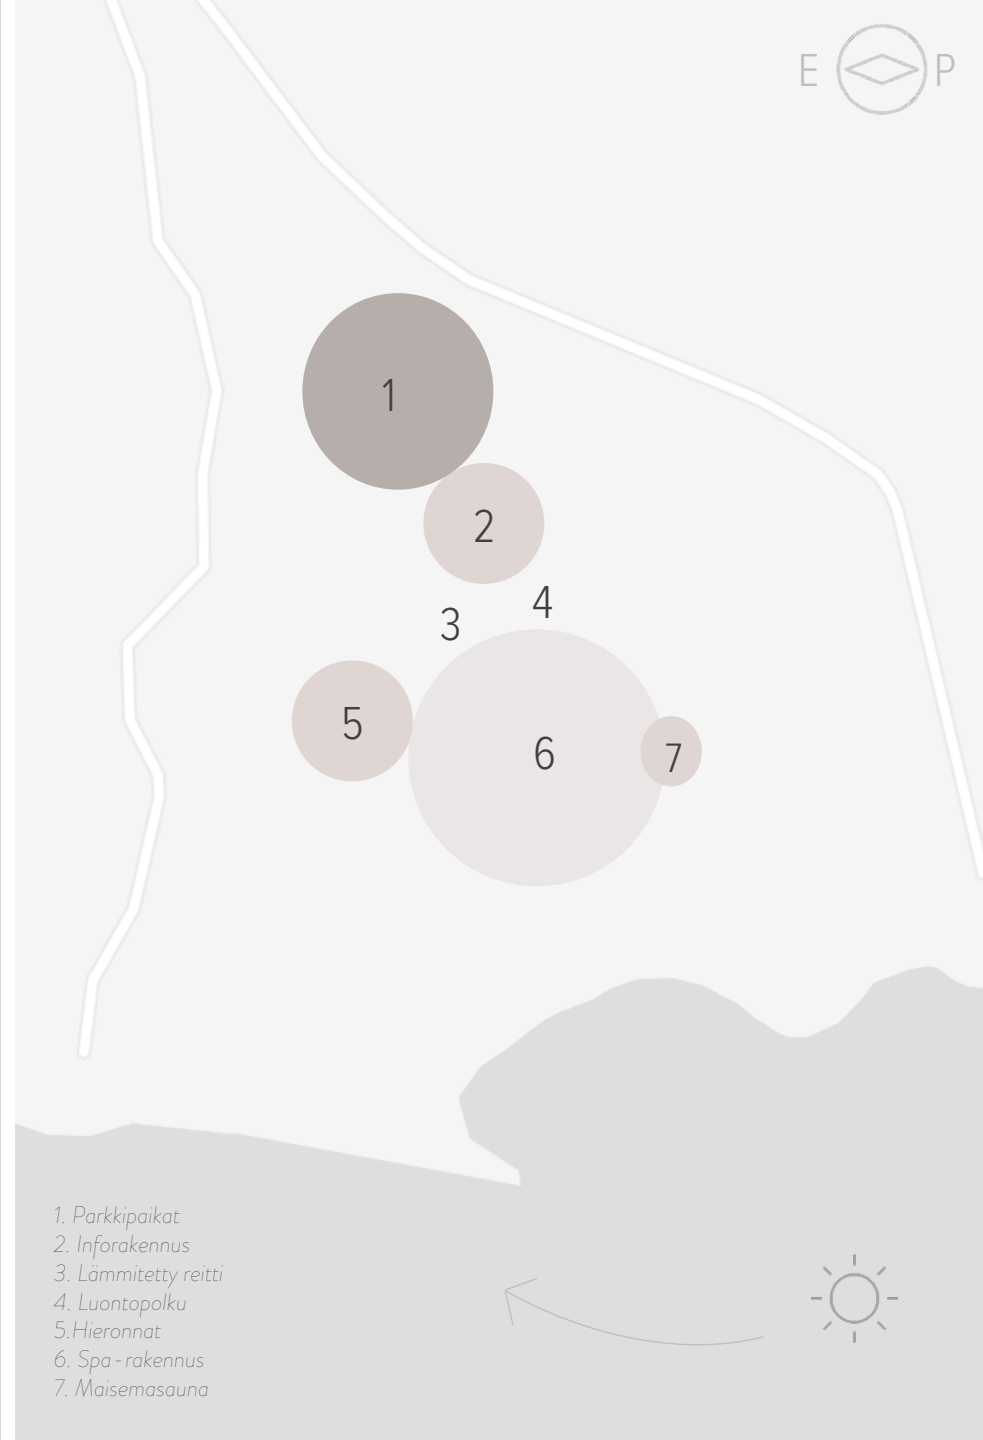 E P
1
2
4
3
5
6
7
1. Parkkipaikat
2. Inforakennus
3. Lämmitetty reitti
4. Luontopolku
5.Hieronnat
6. Spa-rakennus
7. Maisemasauna